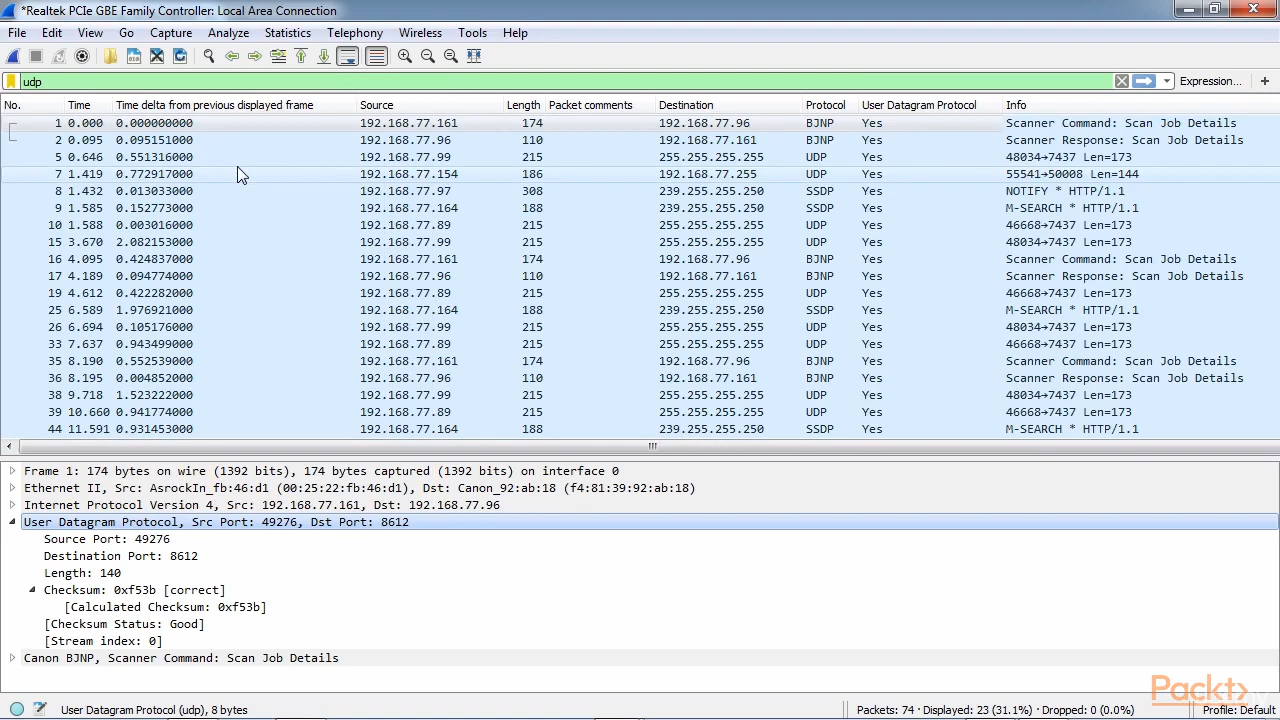 *Realtek PCIe GBE Family Controller: Local Area Connection
File Edit View Go Capture Analyze Statistics Telephony Wireless Tools Help
udp Expression... +
No. Time Time delta from previous displayed frame Source Length Packet comments Destination Protocol User Datagram Protocol Info
1 0.000 0.000000000 192.168.77.161 174 192.168.77.96 BJNP Yes Scanner Command: Scan Job Details
2 0.095 0.095151000 192.168.77.96 110 192.168.77.161 BJNP Yes Scanner Response: Scan Job Details
5 0.646 0.551316000 192.168.77.99 215 255.255.255.255 UDP Yes 48034→7437 Len=173
7 1.419 0.772917000 192.168.77.154 186 192.168.77.255 UDP Yes 55541→50008 Len=144
8 1.432 0.013033000 192.168.77.97 308 239.255.255.250 SSDP Yes NOTIFY * HTTP/1.1
9 1.585 0.152773000 192.168.77.164 188 239.255.255.250 SSDP Yes M-SEARCH * HTTP/1.1
10 1.588 0.003016000 192.168.77.89 215 255.255.255.255 UDP Yes 46668→7437 Len=173
15 3.670 2.082153000 192.168.77.99 215 255.255.255.255 UDP Yes 48034→7437 Len=173
16 4.095 0.424837000 192.168.77.161 174 192.168.77.96 BJNP Yes Scanner Command: Scan Job Details
17 4.189 0.094774000 192.168.77.96 110 192.168.77.161 BJNP Yes Scanner Response: Scan Job Details
19 4.612 0.422282000 192.168.77.89 215 255.255.255.255 UDP Yes 46668→7437 Len=173
25 6.589 1.976921000 192.168.77.164 188 239.255.255.250 SSDP Yes M-SEARCH * HTTP/1.1
26 6.694 0.105176000 192.168.77.99 215 255.255.255.255 UDP Yes 48034→7437 Len=173
33 7.637 0.943499000 192.168.77.89 215 255.255.255.255 UDP Yes 46668→7437 Len=173
35 8.190 0.552539000 192.168.77.161 174 192.168.77.96 BJNP Yes Scanner Command: Scan Job Details
36 8.195 0.004852000 192.168.77.96 110 192.168.77.161 BJNP Yes Scanner Response: Scan Job Details
38 9.718 1.523222000 192.168.77.99 215 255.255.255.255 UDP Yes 48034→7437 Len=173
39 10.660 0.941774000 192.168.77.89 215 255.255.255.255 UDP Yes 46668→7437 Len=173
44 11.591 0.931453000 192.168.77.164 188 239.255.255.250 SSDP Yes M-SEARCH * HTTP/1.1
Frame 1: 174 bytes on wire (1392 bits), 174 bytes captured (1392 bits) on interface 0
Ethernet II, Src: AsrockIn_fb:46:d1 (00:25:22:fb:46:d1), Dst: Canon_92:ab:18 (f4:81:39:92:ab:18)
Internet Protocol Version 4, Src: 192.168.77.161, Dst: 192.168.77.96
User Datagram Protocol, Src Port: 49276, Dst Port: 8612
Source Port: 49276
Destination Port: 8612
Length: 140
Checksum: 0xf53b [correct]
[Calculated Checksum: 0xf53b]
[Checksum Status: Good]
[Stream index: 0]
Canon BJNP, Scanner Command: Scan Job Details
Packt
User Datagram Protocol (udp), 8 bytes Packets: 74 · Displayed: 23 (31.1%) · Dropped: 0 (0.0%) Profile: Default